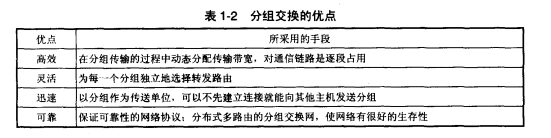 表 1-2 分组交换的优点
优点 所采用的手段
高效 在分组传输的过程中动态分配传输带宽，对通信链路是逐段占用
灵活 为每一个分组独立地选择转发路由
迅速 以分组作为传送单位，可以不先建立连接就能向其他主机发送分组
可靠 保证可靠性的网络协议；分布式多路由的分组交换网，使网络有很好的生存性